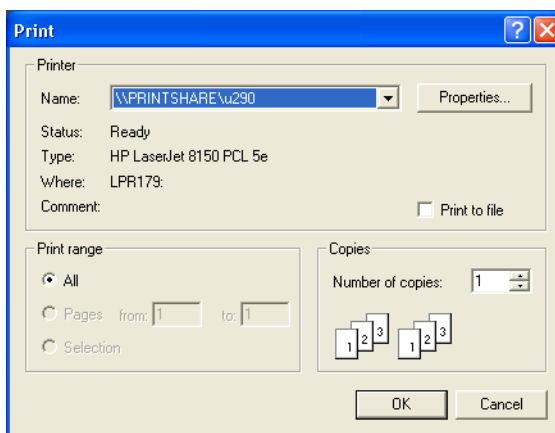 Print
Printer
Name: \\PRINTSHARE\u290 Properties...
Status: Ready
Type: HP LaserJet 8150 PCL 5e
Where: LPR179:
Comment: Print to file
Print range
All
Pages from: 1 to: 1
Selection
Copies
Number of copies: 1
1 2 3 1 2 3
OK Cancel